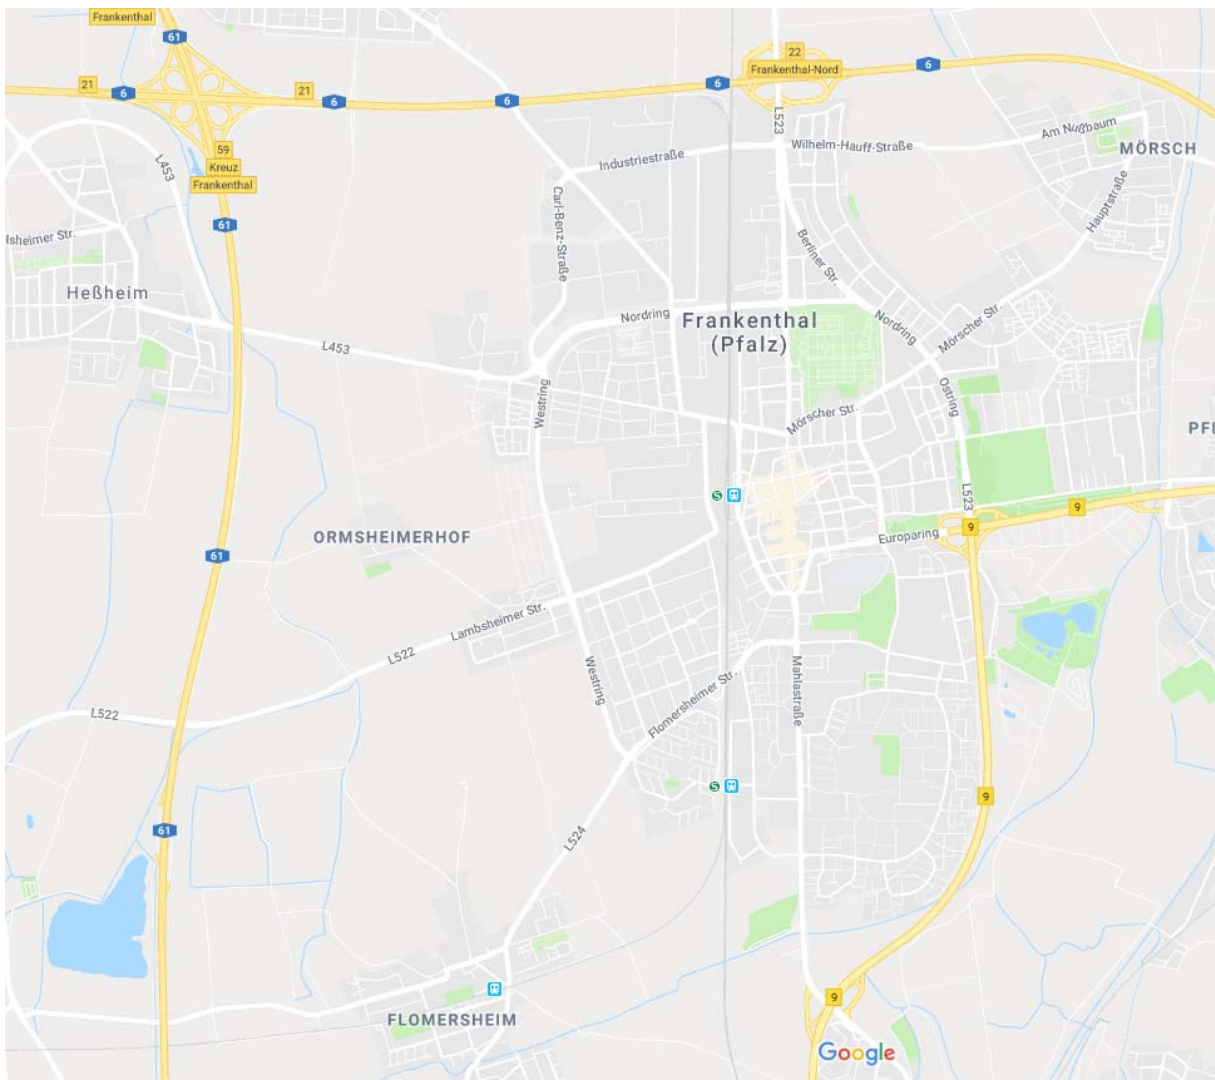 Frankenthal
61
22
Frankenthal-Nord
6
21
6
21
6
6
6
L523
Am Nußbaum
Wilhelm-Hauff-Straße
MÖRSCH
59
Kreuz
Frankenthal
L453
Industriestraße
Carl-Benz-Straße
Hauptstraße
61
Isheimer Str.
Berliner Str.
Heßheim
Nordring
Frankenthal
(Pfalz)
Nordring
Mörscher Str.
L453
Westring
Ostring
Mörscher Str.
PFI
S
L523
9
9
ORMSHEIMERHOF
Europaring
61
Lambsheimer Str.
L522
Westring
Mahlastraße
Flomersheimer Str.
L522
S
9
61
L524
9
FLOMERSHEIM
Google